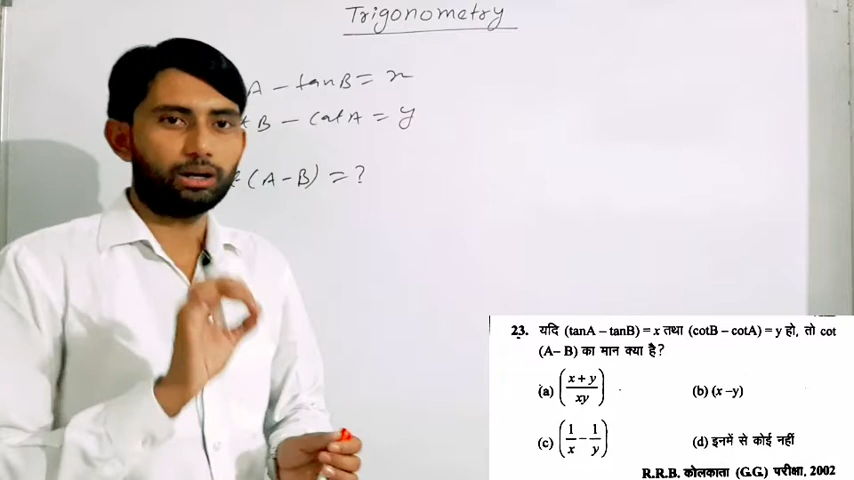 Trigonometry
A - tanB = x
B - cotA = y
(A-B) = ?
23. यदि (tanA – tanB) = x तथा (cotB – cotA) = y हो, तो cot
(A– B) का मान क्या है?
(a) (x + y / xy) (b) (x –y)
(c) (1/x – 1/y) (d) इनमें से कोई नहीं
R.R.B. कोलकाता (G.G.) परीक्षा, 2002